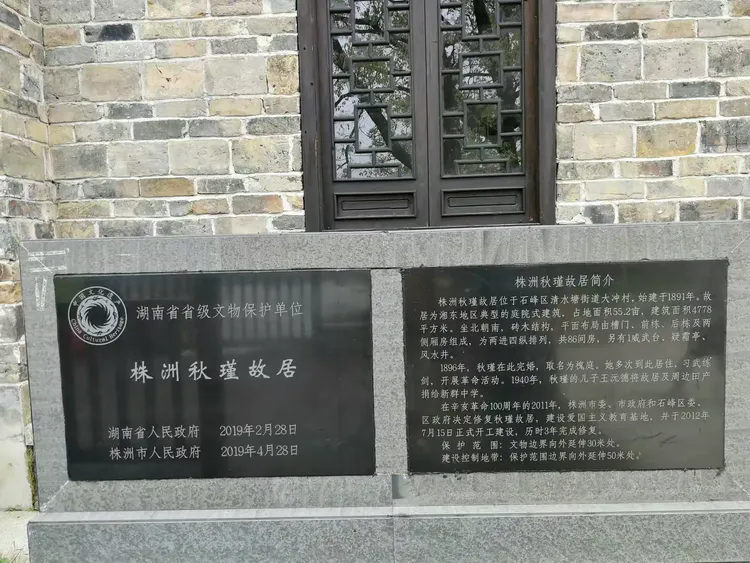 湖南省省级文物保护单位
株洲秋瑾故居
湖南省人民政府 2019年2月28日
株洲市人民政府 2019年4月28日
株洲秋瑾故居简介
株洲秋瑾故居位于石峰区清水塘街道大冲村，始建于1891年。故
居为湘东地区典型的庭院式建筑，占地面积55.2亩，建筑面积4778
平方米。坐北朝南，砖木结构，平面布局由槽门、前栋、后栋及两
侧厢房组成，为两进四纵排列，共86间房，另有1城武台、妖霜亭、
风水井。
1896年，秋瑾在此完婚，取名为槐庭。她多次到此居住，习武练
剑，开展革命活动。1940年，秋瑾的儿子王沅德将故居及周边田产
捐给新群中学。
在辛亥革命100周年的2011年，株洲市委、市政府和石峰区委、
区政府决定修复秋瑾故居，建设爱国主义教育基地，并于2012年
7月15日正式开工建设，历时3年完成修复。
保护范围：文物边界向外延伸30米处。
建设控制地带：保护范围边界向外延伸50米处。